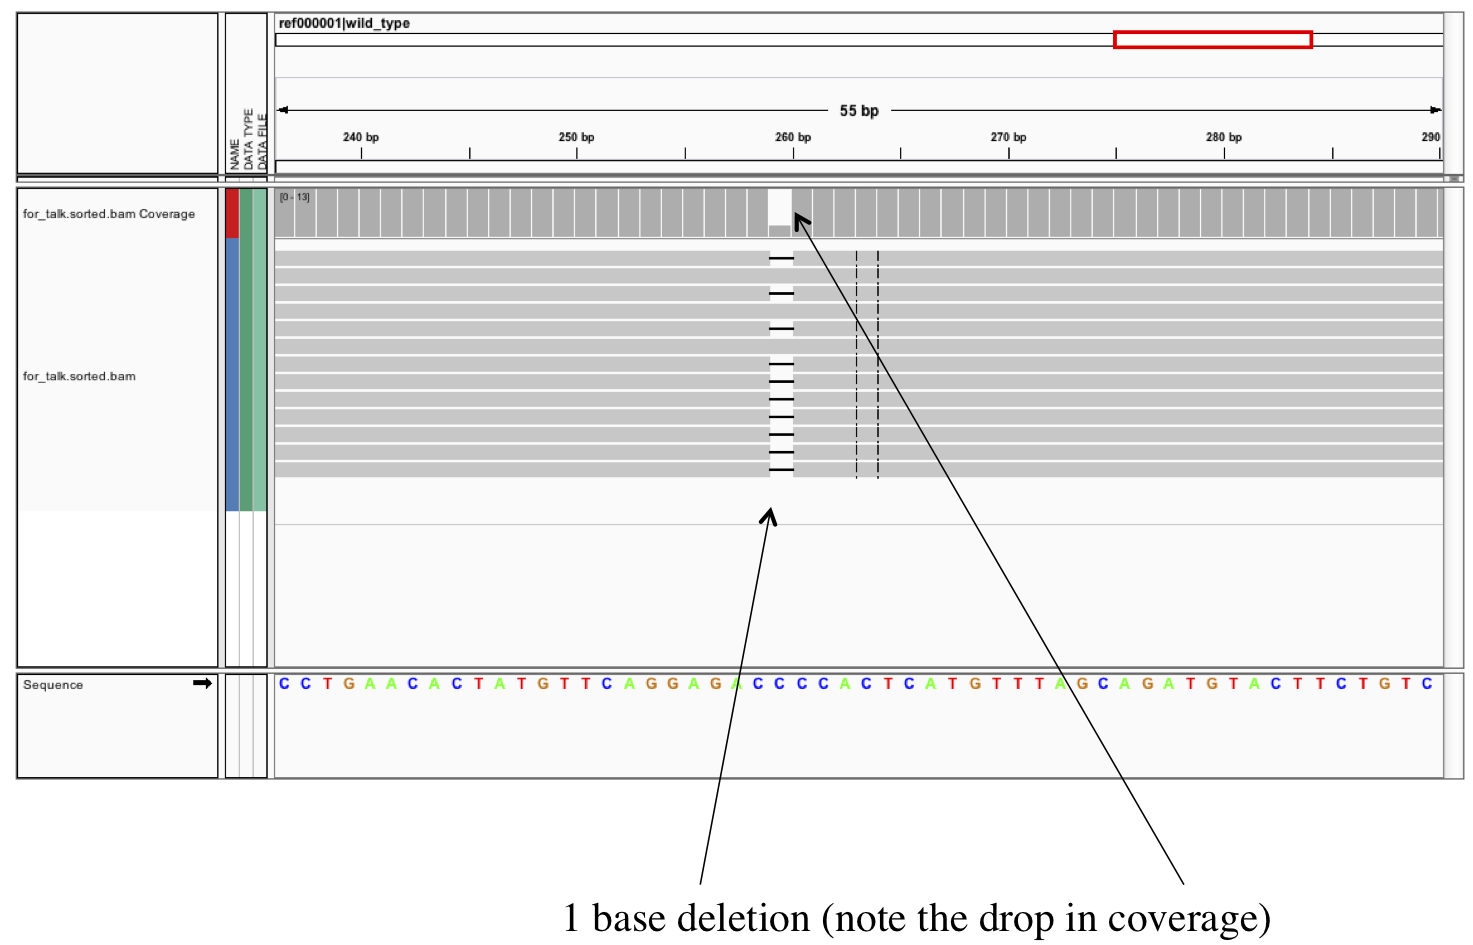 ref000001|wild_type
55 bp
240 bp 250 bp 260 bp 270 bp 280 bp 290
NAME
DATA TYPE
DATA FILE
for_talk.sorted.bam Coverage
[0 - 13]
for_talk.sorted.bam
Sequence
C C T G A A C A C T A T G T T C A G G A G A C C C C A C T C A T G T T T A G C A G A T G T A C T T C T G T C
1 base deletion (note the drop in coverage)